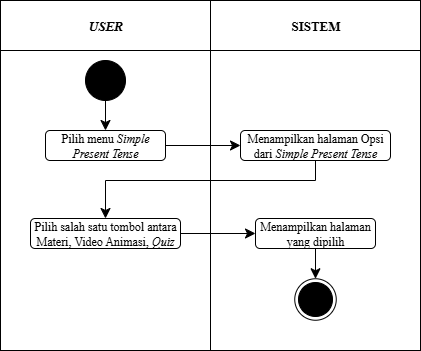 USER
SISTEM
Pilih menu Simple
Present Tense
Menampilkan halaman Opsi
dari Simple Present Tense
Pilih salah satu tombol antara
Materi, Video Animasi, Quiz
Menampilkan halaman
yang dipilih